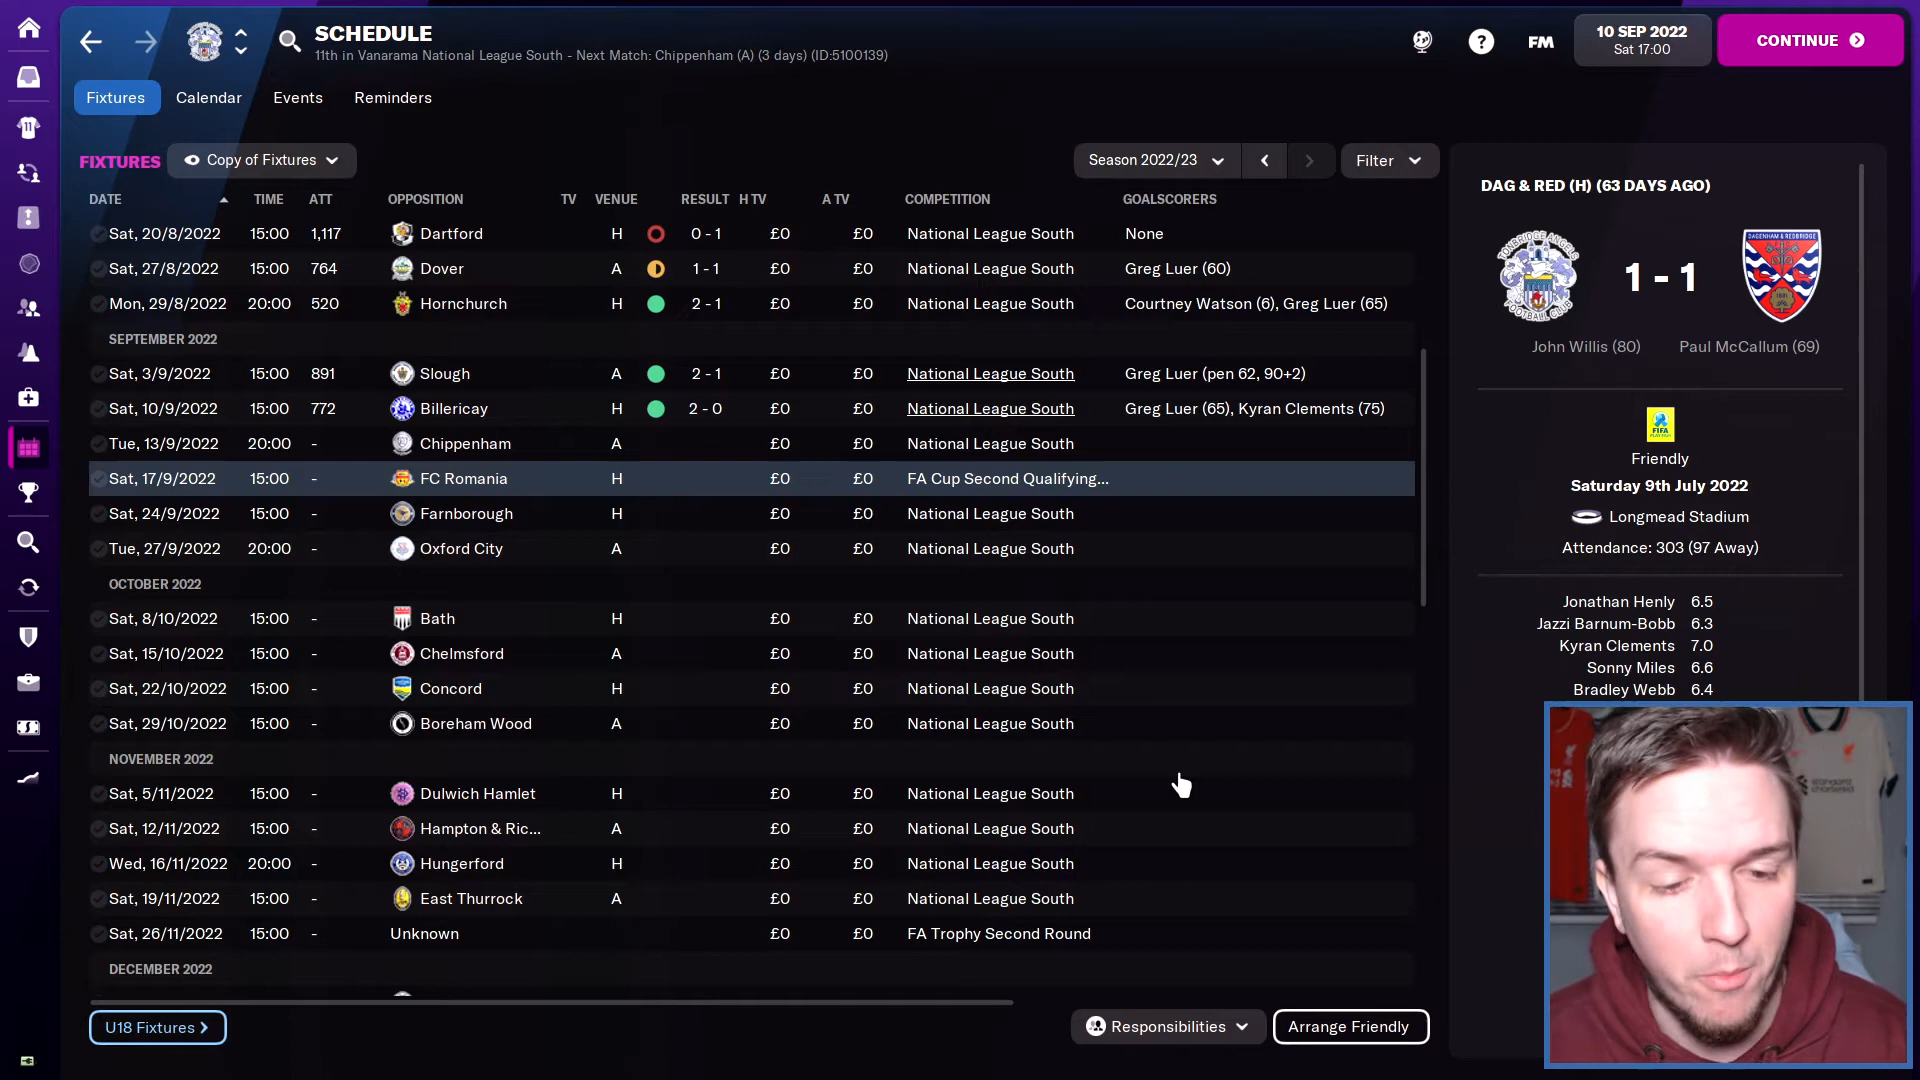 SCHEDULE
11th in Vanarama National League South - Next Match: Chippenham (A) (3 days) (ID:5100139)
FM
10 SEP 2022
Sat 17:00
CONTINUE
Fixtures Calendar Events Reminders
FIXTURES Copy of Fixtures Season 2022/23 Filter
DATE TIME ATT OPPOSITION TV VENUE RESULT H TV A TV COMPETITION GOALSCORERS
Sat, 20/8/2022 15:00 1,117 Dartford H 0 - 1 £0 £0 National League South None
Sat, 27/8/2022 15:00 764 Dover A 1 - 1 £0 £0 National League South Greg Luer (60)
Mon, 29/8/2022 20:00 520 Hornchurch H 2 - 1 £0 £0 National League South Courtney Watson (6), Greg Luer (65)
SEPTEMBER 2022
Sat, 3/9/2022 15:00 891 Slough A 2 - 1 £0 £0 National League South Greg Luer (pen 62, 90+2)
Sat, 10/9/2022 15:00 772 Billericay H 2 - 0 £0 £0 National League South Greg Luer (65), Kyran Clements (75)
Tue, 13/9/2022 20:00 - Chippenham A £0 £0 National League South
Sat, 17/9/2022 15:00 - FC Romania H £0 £0 FA Cup Second Qualifying...
Sat, 24/9/2022 15:00 - Farnborough H £0 £0 National League South
Tue, 27/9/2022 20:00 - Oxford City A £0 £0 National League South
OCTOBER 2022
Sat, 8/10/2022 15:00 - Bath H £0 £0 National League South
Sat, 15/10/2022 15:00 - Chelmsford A £0 £0 National League South
Sat, 22/10/2022 15:00 - Concord H £0 £0 National League South
Sat, 29/10/2022 15:00 - Boreham Wood A £0 £0 National League South
NOVEMBER 2022
Sat, 5/11/2022 15:00 - Dulwich Hamlet H £0 £0 National League South
Sat, 12/11/2022 15:00 - Hampton & Ric... A £0 £0 National League South
Wed, 16/11/2022 20:00 - Hungerford H £0 £0 National League South
Sat, 19/11/2022 15:00 - East Thurrock A £0 £0 National League South
Sat, 26/11/2022 15:00 - Unknown £0 £0 FA Trophy Second Round
DECEMBER 2022
U18 Fixtures Responsibilities Arrange Friendly
DAG & RED (H) (63 DAYS AGO)
TONBRIDGE ANGELS
FOOTBALL CLUB
DAGENHAM & REDBRIDGE
1 - 1
John Willis (80) Paul McCallum (69)
FIFA
Friendly
Saturday 9th July 2022
Longmead Stadium
Attendance: 303 (97 Away)
Jonathan Henly 6.5
Jazzi Barnum-Bobb 6.3
Kyran Clements 7.0
Sonny Miles 6.6
Bradley Webb 6.4